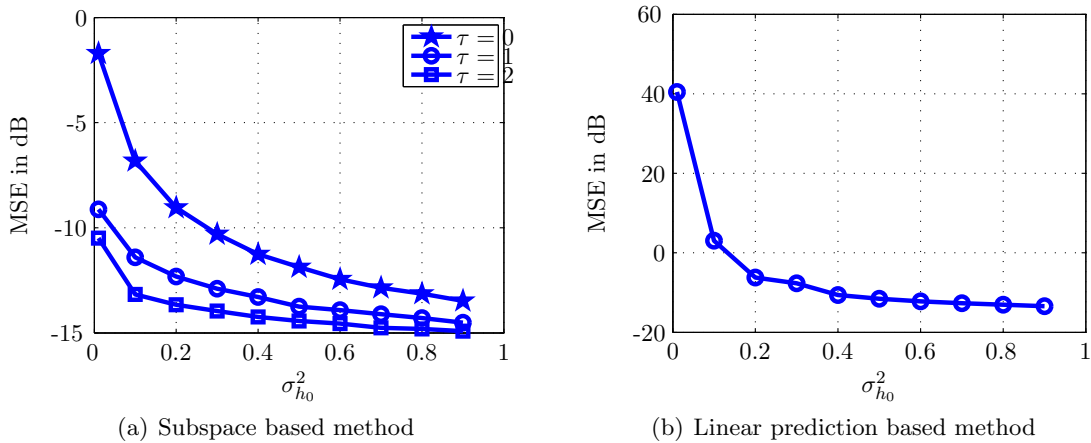 0
-5
-10
-15
MSE in dB
τ = 0
τ = 1
τ = 2
0 0.2 0.4 0.6 0.8 1
σ²h₀
(a) Subspace based method
60
40
20
0
-20
MSE in dB
0 0.2 0.4 0.6 0.8 1
σ²h₀
(b) Linear prediction based method